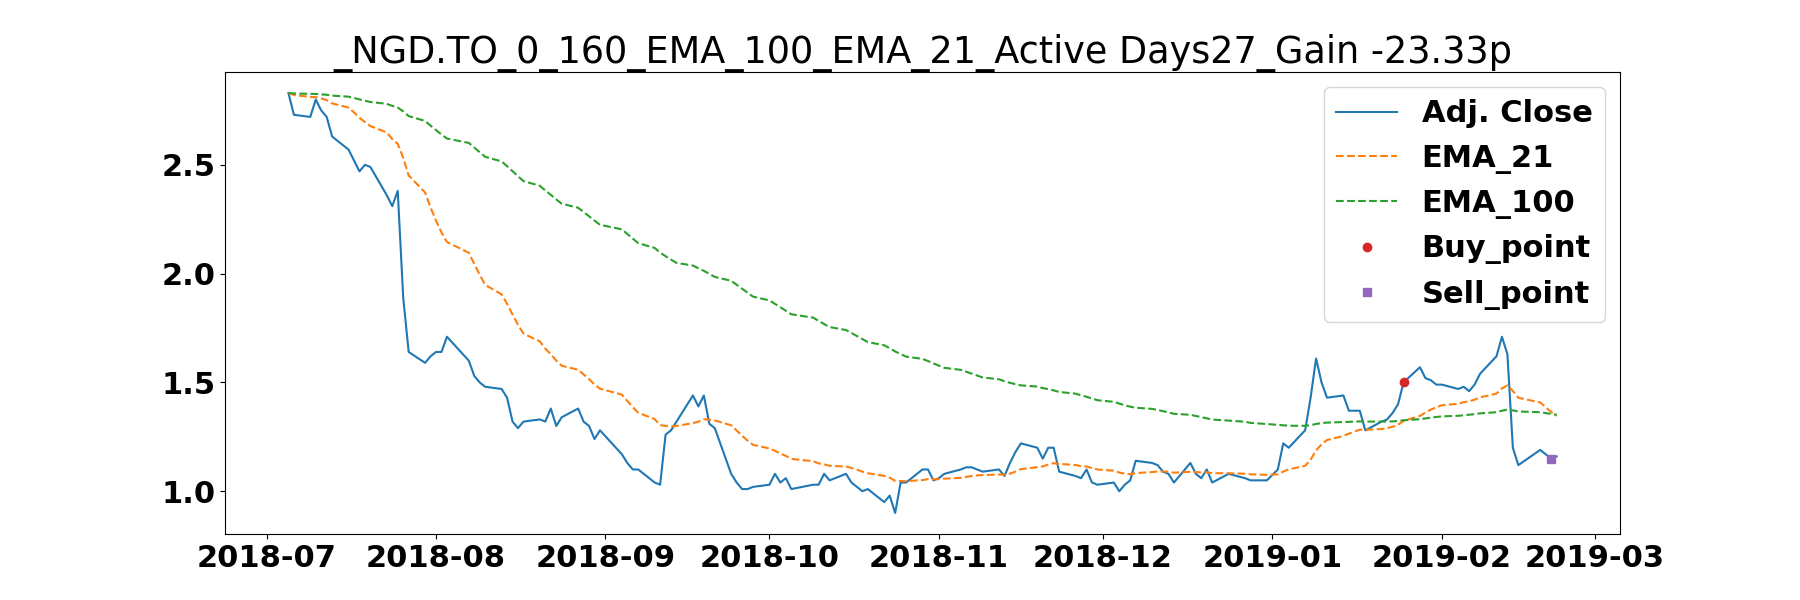 _NGD.TO_0_160_EMA_100_EMA_21_Active Days27_Gain -23.33p
Adj. Close
EMA_21
EMA_100
Buy_point
Sell_point
2.5
2.0
1.5
1.0
2018-07 2018-08 2018-09 2018-10 2018-11 2018-12 2019-01 2019-02 2019-03